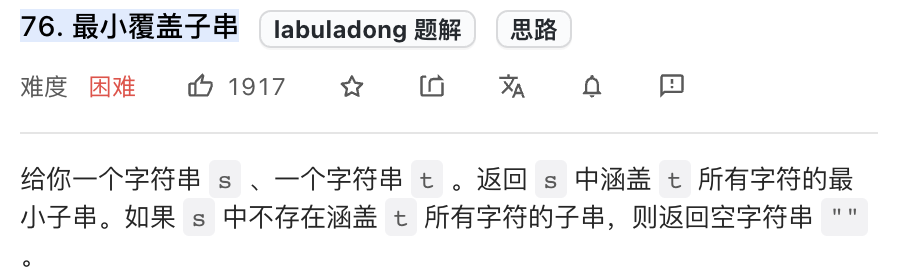 76. 最小覆盖子串 labuladong 题解 思路
难度 困难 1917
给你一个字符串 s 、一个字符串 t 。返回 s 中涵盖 t 所有字符的最
小子串。如果 s 中不存在涵盖 t 所有字符的子串，则返回空字符串 ""
。